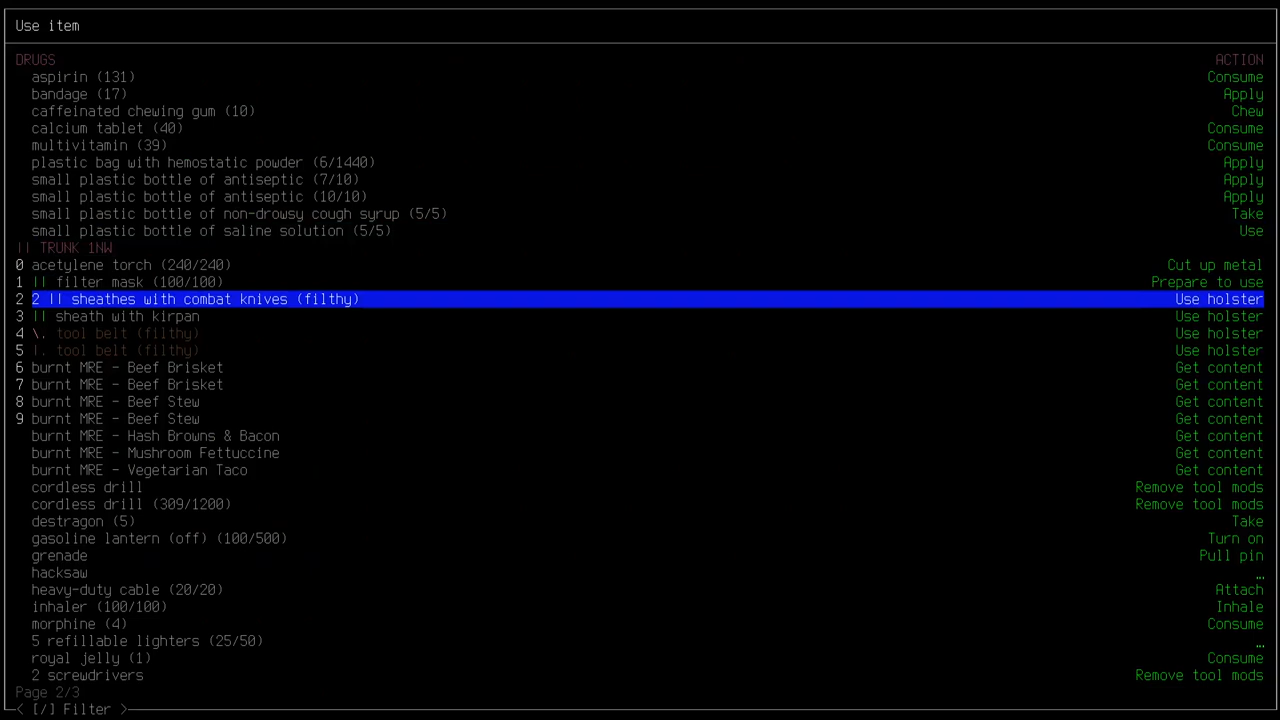 Use item
DRUGS ACTION
aspirin (131) Consume
bandage (17) Apply
caffeinated chewing gum (10) Chew
calcium tablet (40) Consume
multivitamin (39) Consume
plastic bag with hemostatic powder (6/1440) Apply
small plastic bottle of antiseptic (7/10) Apply
small plastic bottle of antiseptic (10/10) Apply
small plastic bottle of non-drowsy cough syrup (5/5) Take
small plastic bottle of saline solution (5/5) Use
|| TRUNK 1NW
0 acetylene torch (240/240) Cut up metal
1 || filter mask (100/100) Prepare to use
2 2 || sheathes with combat knives (filthy) Use holster
3 || sheath with kirpan Use holster
4 \. tool belt (filthy) Use holster
5 |. tool belt (filthy) Use holster
6 burnt MRE - Beef Brisket Get content
7 burnt MRE - Beef Brisket Get content
8 burnt MRE - Beef Stew Get content
9 burnt MRE - Beef Stew Get content
burnt MRE - Hash Browns & Bacon Get content
burnt MRE - Mushroom Fettuccine Get content
burnt MRE - Vegetarian Taco Get content
cordless drill Remove tool mods
cordless drill (309/1200) Remove tool mods
destragon (5) Take
gasoline lantern (off) (100/500) Turn on
grenade Pull pin
hacksaw …
heavy-duty cable (20/20) Attach
inhaler (100/100) Inhale
morphine (4) Consume
5 refillable lighters (25/50) …
royal jelly (1) Consume
2 screwdrivers Remove tool mods
Page 2/3
< [/] Filter >